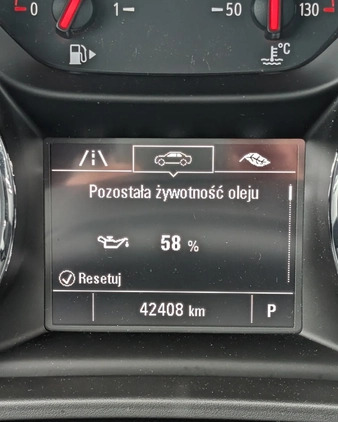 0 1 50 130
°C
Pozostała żywotność oleju
58 %
Resetuj
42408 km P